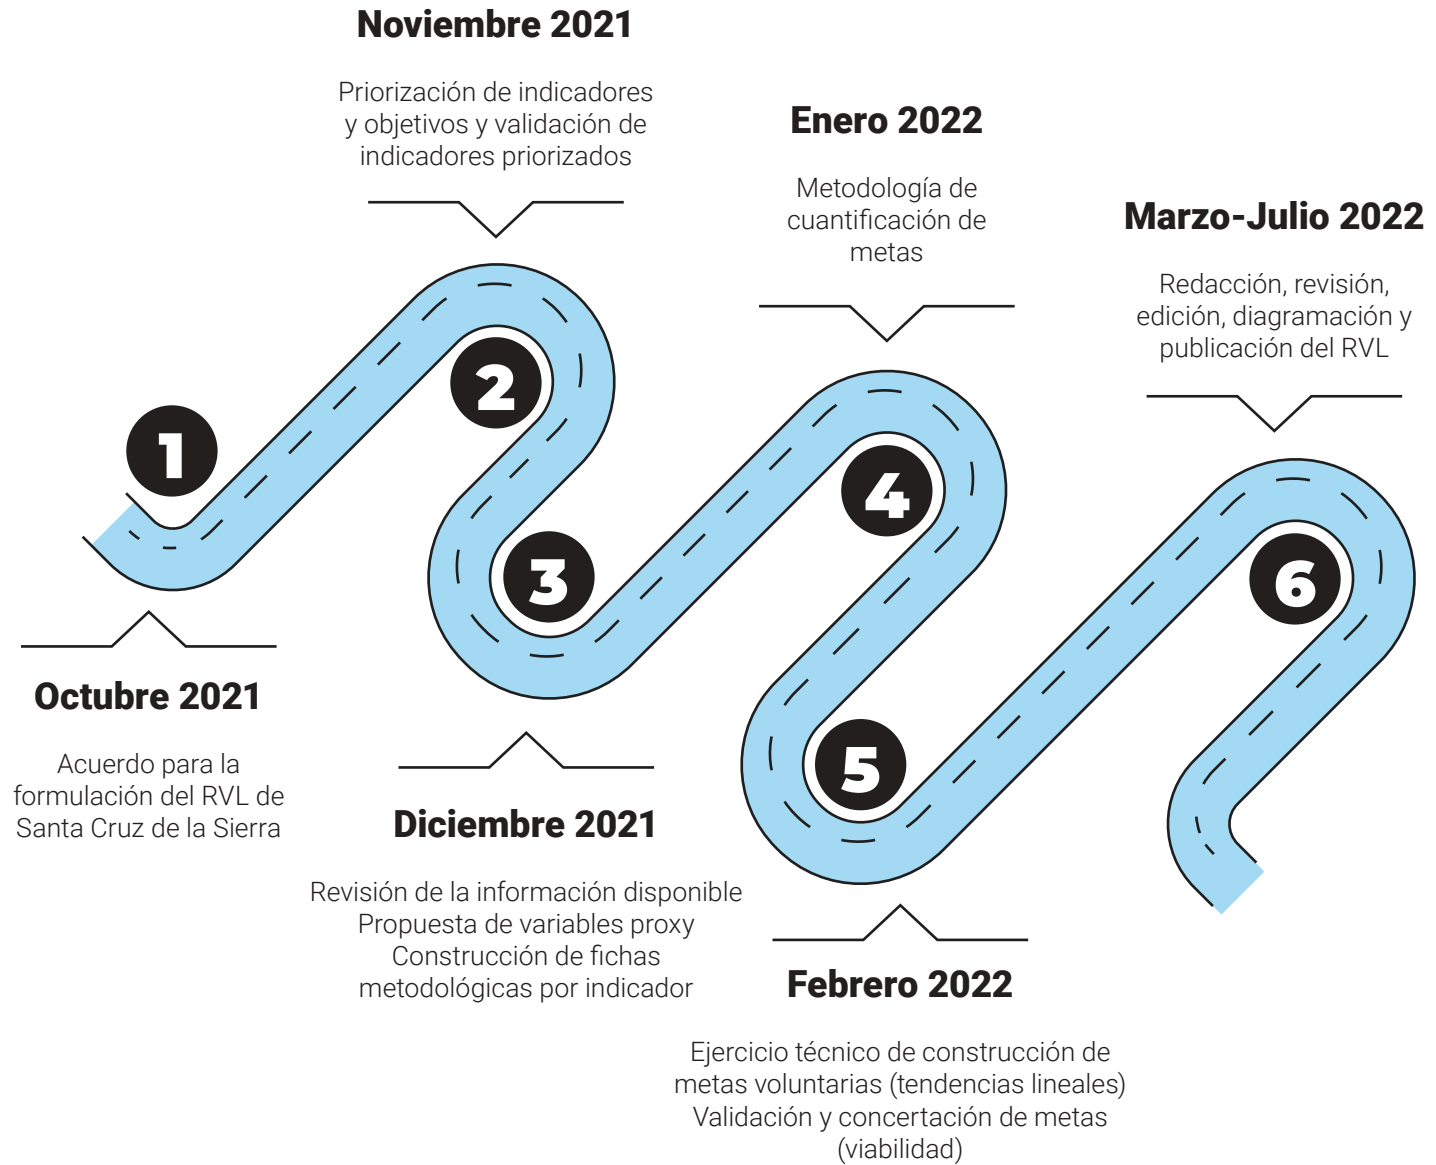 1
Octubre 2021
Acuerdo para la
formulación del RVL de
Santa Cruz de la Sierra
Noviembre 2021
Priorización de indicadores
y objetivos y validación de
indicadores priorizados
2
3
Diciembre 2021
Revisión de la información disponible
Propuesta de variables proxy
Construcción de fichas
metodológicas por indicador
Enero 2022
Metodología de
cuantificación de
metas
4
5
Febrero 2022
Ejercicio técnico de construcción de
metas voluntarias (tendencias lineales)
Validación y concertación de metas
(viabilidad)
Marzo-Julio 2022
Redacción, revisión,
edición, diagramación y
publicación del RVL
6